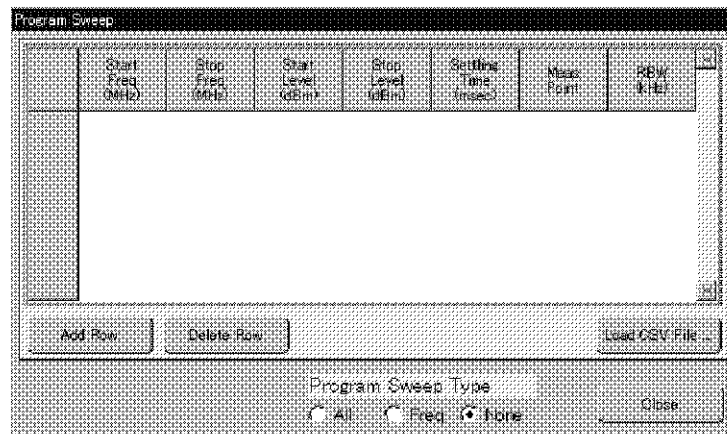 Program Sweep
Start Freq (MHz)
Stop Freq (MHz)
Start Level (dBm)
Stop Level (dBm)
Settling Time (msec)
Meas Point
RBW (kHz)
Add Row
Delete Row
Load CSV File ...
Program Sweep Type
All
Freq
None
Close